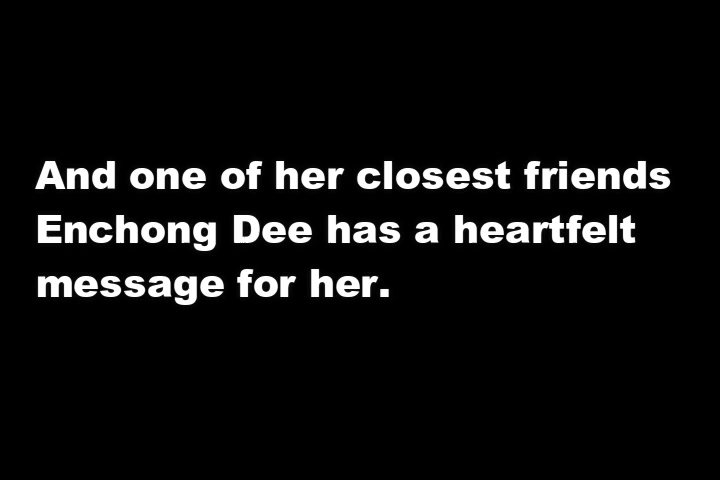 And one of her closest friends
Enchong Dee has a heartfelt
message for her.